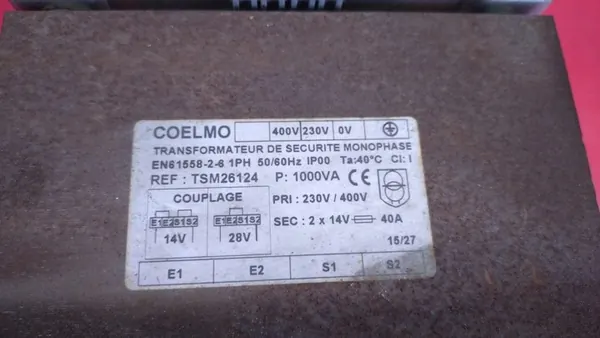 COELMO 400V 230V 0V
TRANSFORMATEUR DE SECURITE MONOPHASE
EN61558-2-6 1PH 50/60Hz IP00 Ta:40°C Cl: I
REF : TSM26124 P: 1000VA
COUPLAGE
PRI : 230V / 400V
E1E2S1S2 E1E2S1S2
SEC : 2 x 14V 40A
14V 28V
15/27
E1 E2 S1 S2